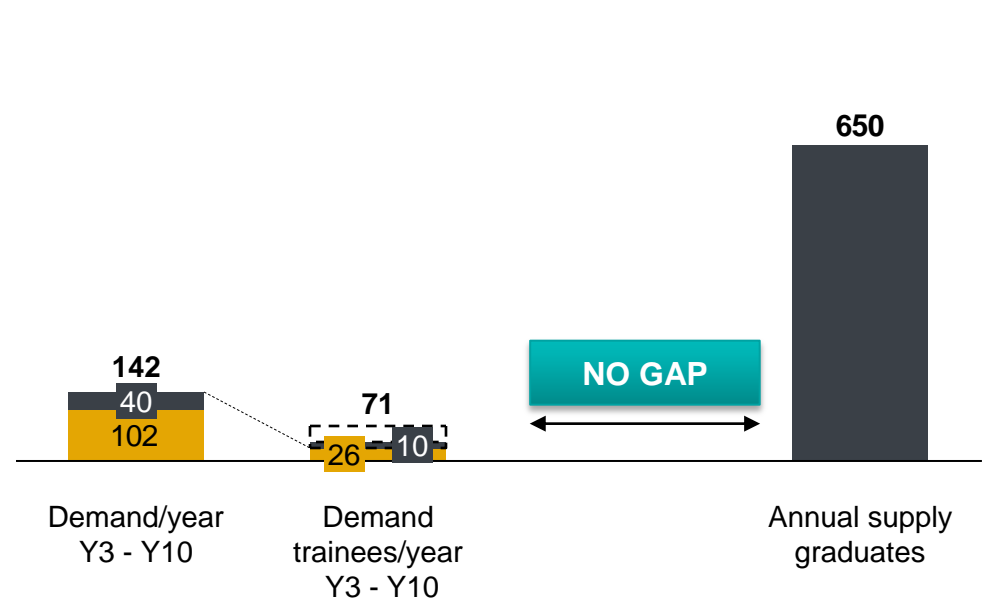 650
NO GAP
142
40
102
71
26
10
Demand/year
Y3 - Y10
Demand
trainees/year
Y3 - Y10
Annual supply
graduates